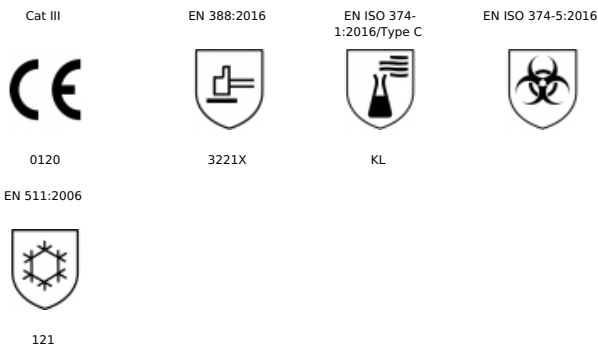 Cat III
EN 388:2016
EN ISO 374-
1:2016/Type C
EN ISO 374-5:2016
CE
0120
3221X
KL
EN 511:2006
121